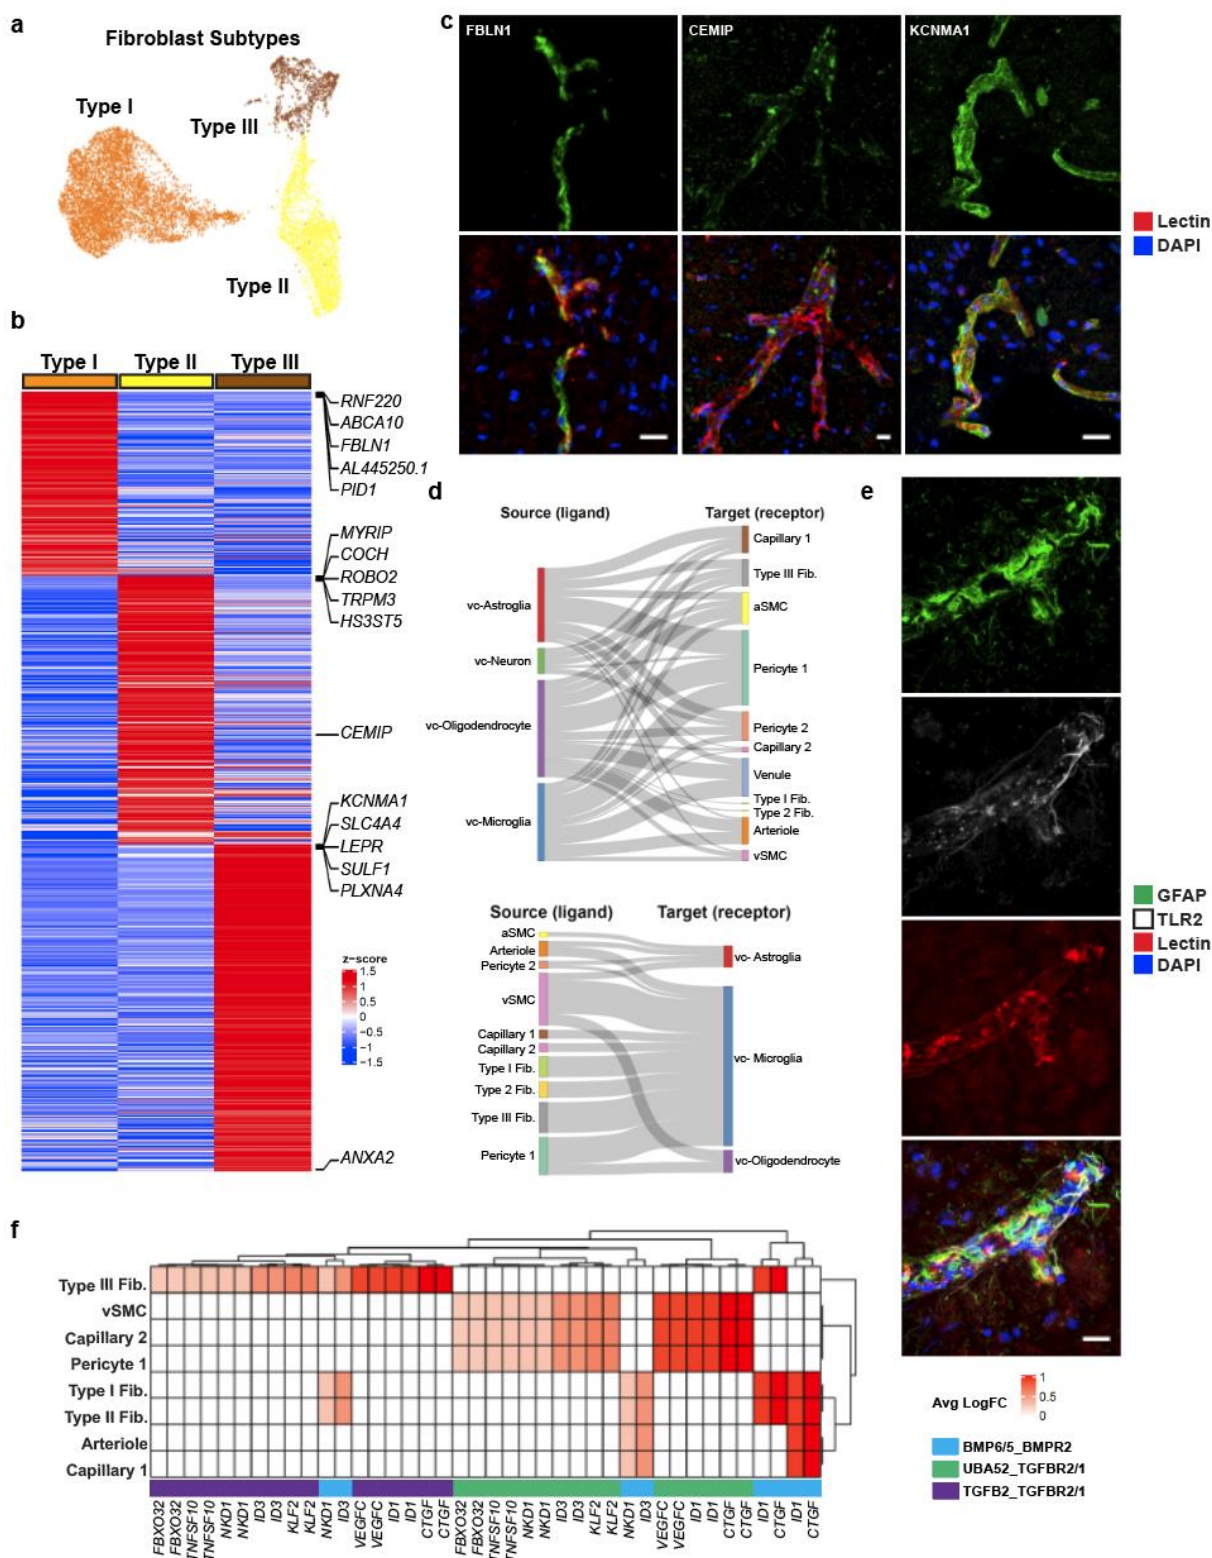 a
Fibroblast Subtypes
Type I
Type III
Type II
b
Type I Type II Type III
RNF220
ABCA10
FBLN1
AL445250.1
PID1
MYRIP
COCH
ROBO2
TRPM3
HS3ST5
CEMIP
KCNMA1
SLC4A4
LEPR
SULF1
PLXNA4
z-score
1.5
1
0.5
0
−0.5
−1
−1.5
ANXA2
c
FBLN1 CEMIP KCNMA1
Lectin
DAPI
d
Source (ligand) Target (receptor)
vc-Astroglia
vc-Neuron
vc-Oligodendrocyte
vc-Microglia
Capillary 1
Type III Fib.
aSMC
Pericyte 1
Pericyte 2
Capillary 2
Venule
Type I Fib.
Type 2 Fib.
Arteriole
vSMC
Source (ligand) Target (receptor)
aSMC
Arteriole
Pericyte 2
vSMC
Capillary 1
Capillary 2
Type I Fib.
Type 2 Fib.
Type III Fib.
Pericyte 1
vc- Astroglia
vc- Microglia
vc-Oligodendrocyte
e
GFAP
TLR2
Lectin
DAPI
f
Type III Fib.
vSMC
Capillary 2
Pericyte 1
Type I Fib.
Type II Fib.
Arteriole
Capillary 1
FBXO32
FBXO32
TNFSF10
TNFSF10
NKD1
NKD1
ID3
ID3
KLF2
KLF2
NKD1
ID3
VEGFC
VEGFC
ID1
ID1
CTGF
CTGF
FBXO32
FBXO32
TNFSF10
TNFSF10
NKD1
NKD1
ID3
ID3
KLF2
KLF2
NKD1
ID3
VEGFC
VEGFC
ID1
ID1
CTGF
CTGF
ID1
CTGF
ID1
CTGF
Avg LogFC
1
0.5
0
BMP6/5_BMPR2
UBA52_TGFBR2/1
TGFB2_TGFBR2/1